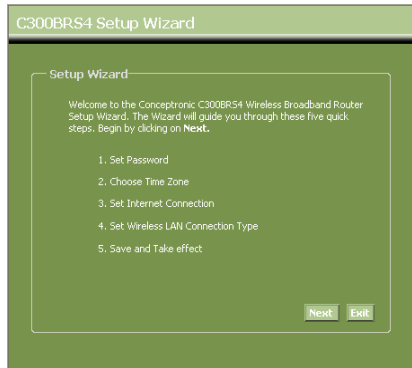 C300BRS4 Setup Wizard
Setup Wizard
Welcome to the Conceptronic C300BRS4 Wireless Broadband Router
Setup Wizard. The Wizard will guide you through these five quick
steps. Begin by clicking on Next.
1. Set Password
2. Choose Time Zone
3. Set Internet Connection
4. Set Wireless LAN Connection Type
5. Save and Take effect
Next Exit